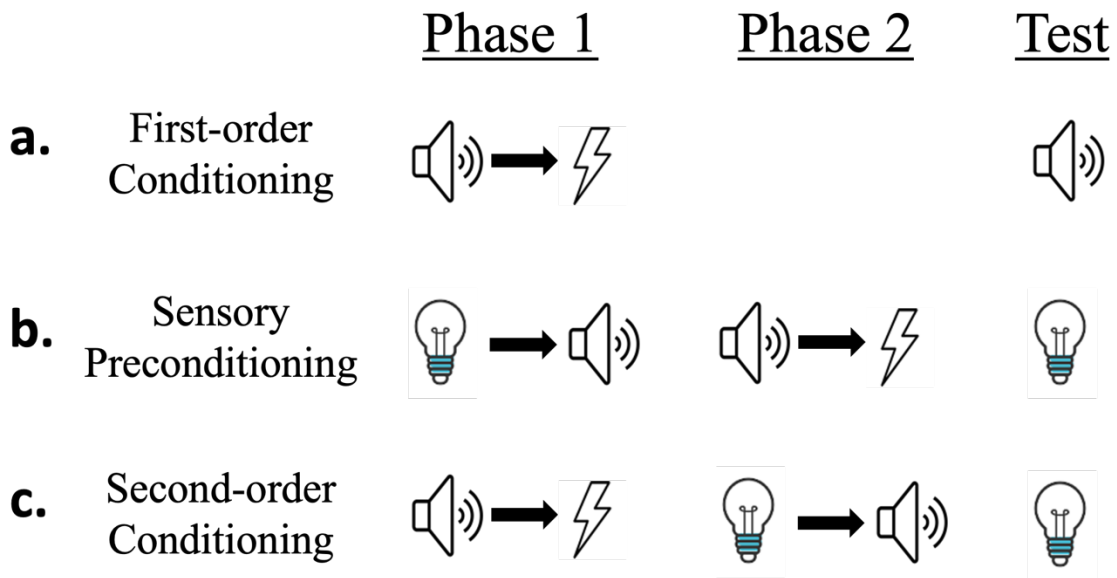 Phase 1 Phase 2 Test
a. First-order
Conditioning
b. Sensory
Preconditioning
c. Second-order
Conditioning